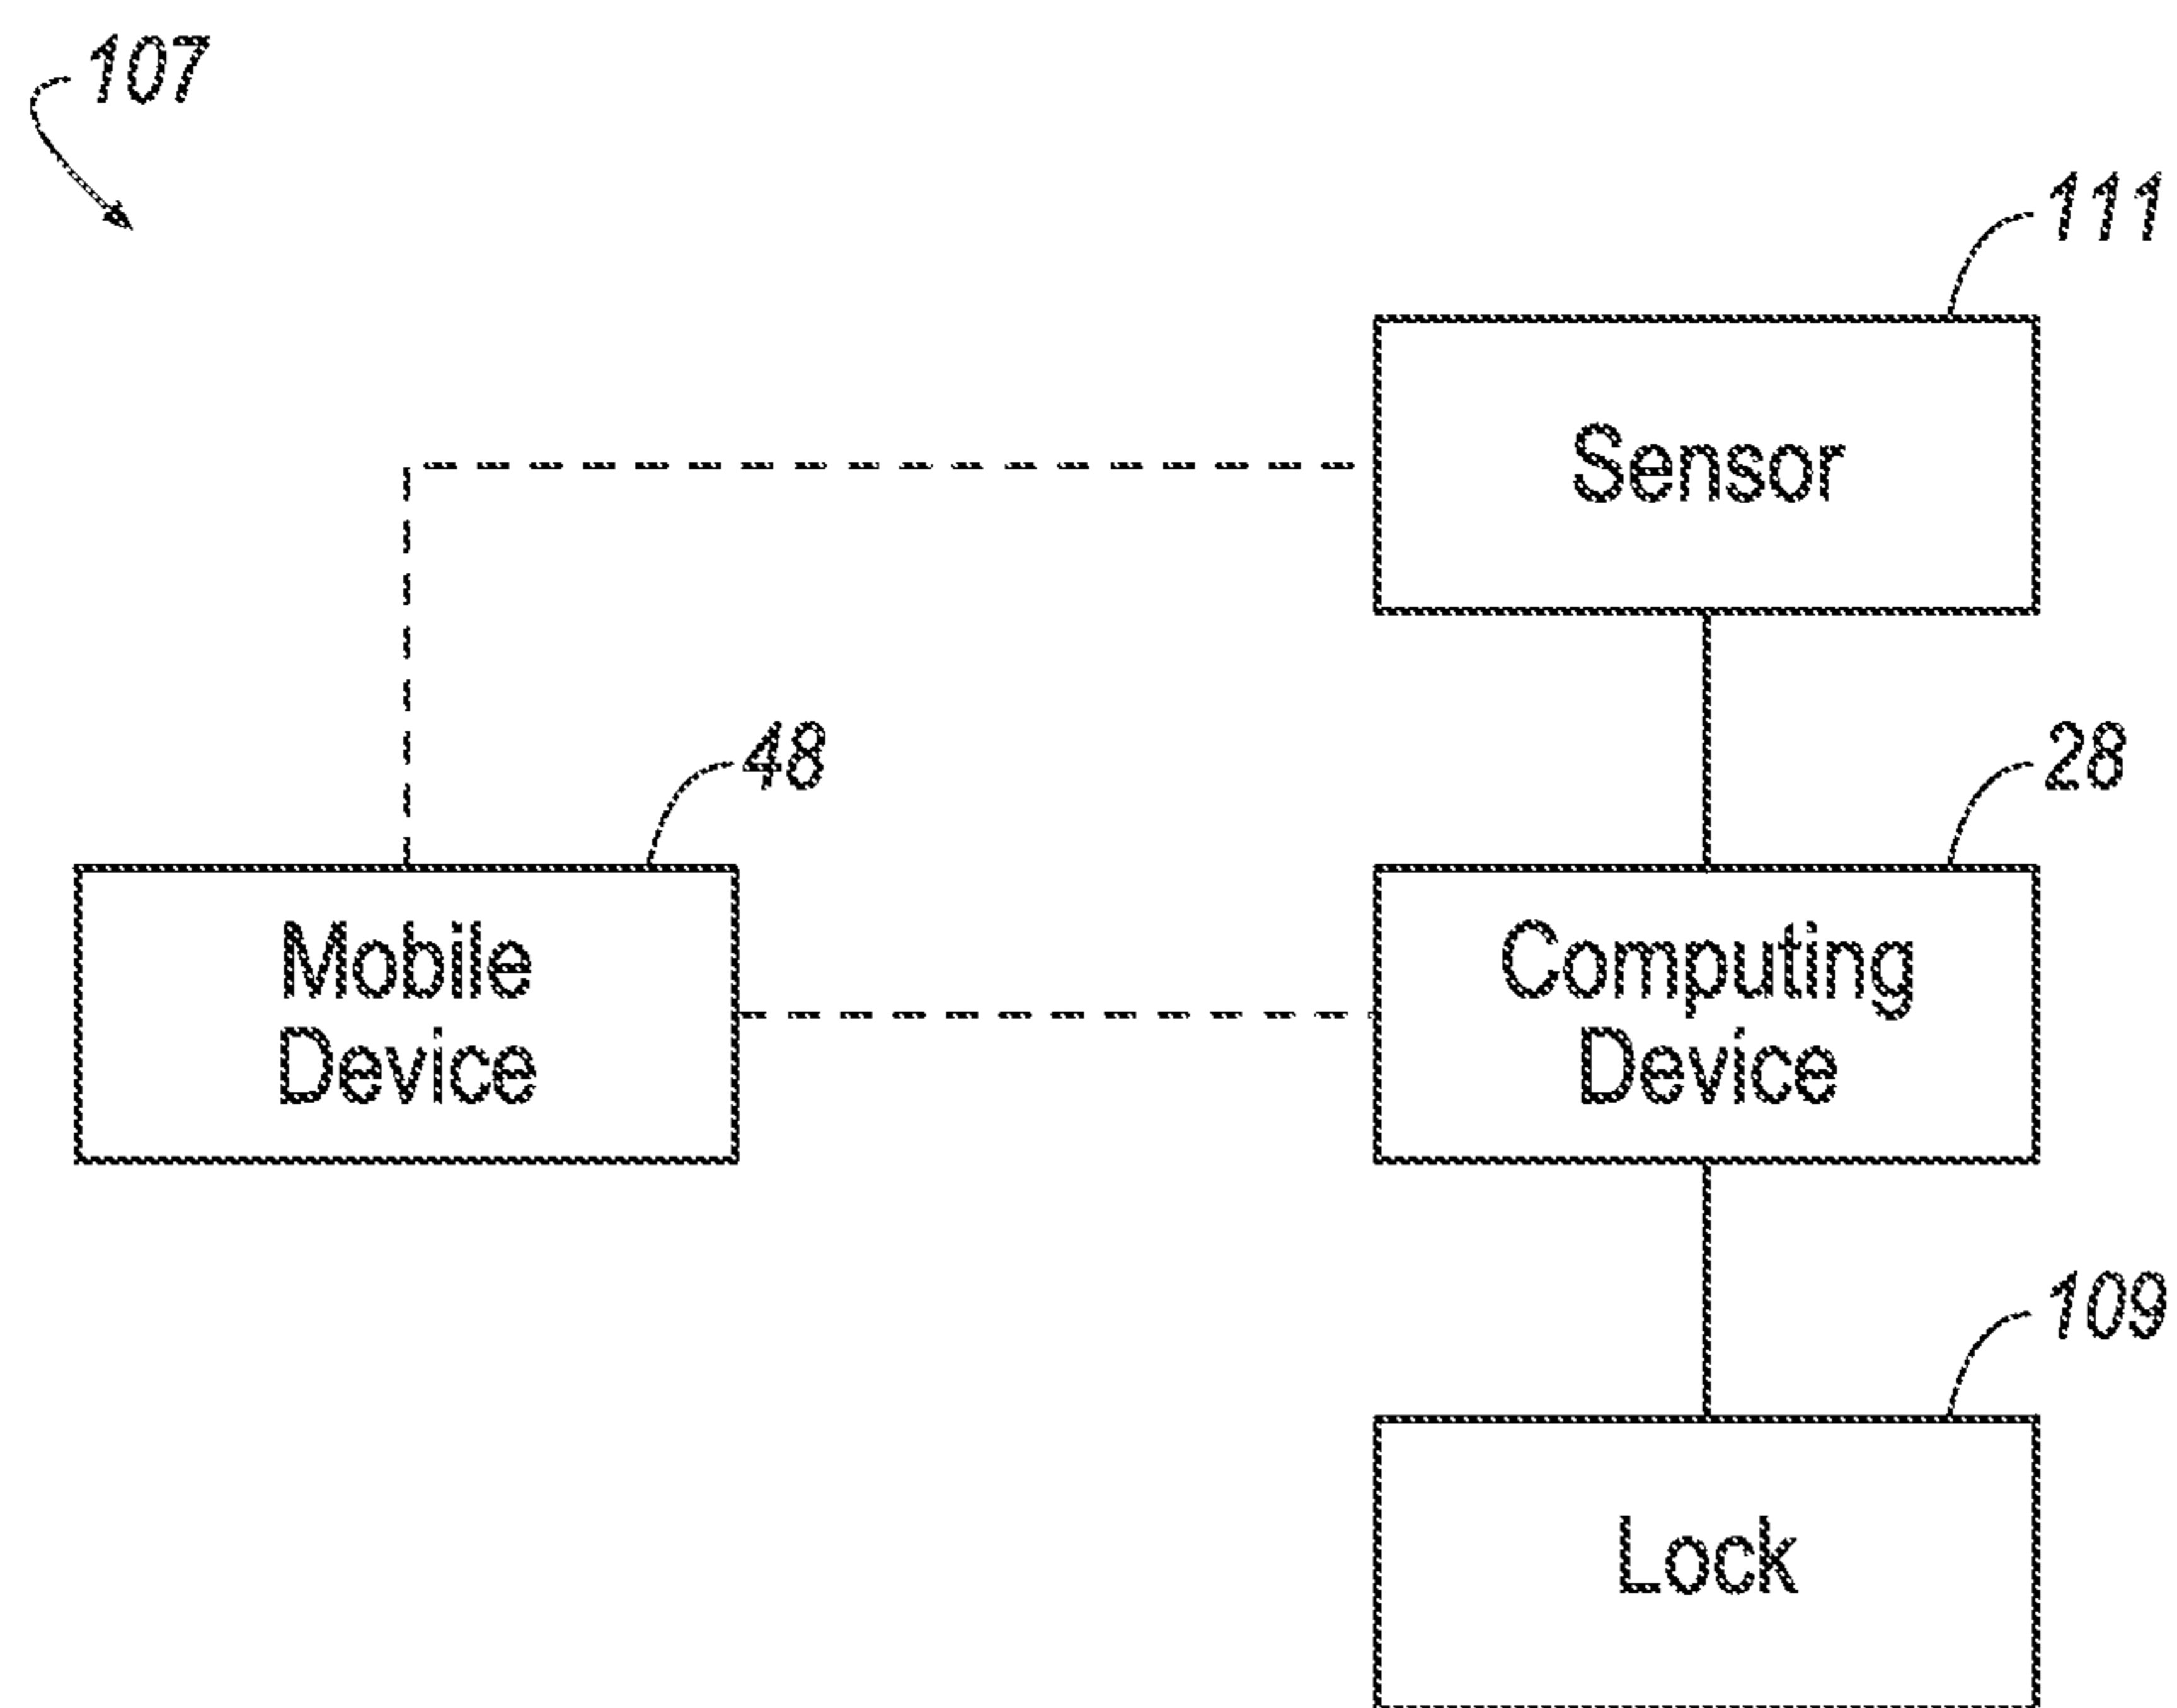 107
111
Sensor
48
28
Mobile
Device
Computing
Device
109
Lock